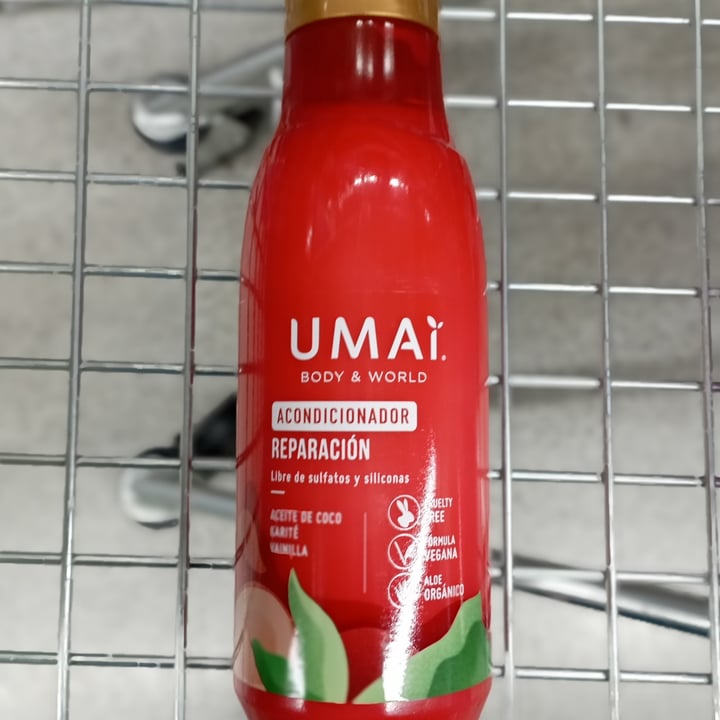 UMAÌ
BODY & WORLD
ACONDICIONADOR
REPARACIÓN
Libre de sulfatos y siliconas
ACEITE DE COCO
KARITÉ
VAINILLA
CRUELTY
FREE
FÓRMULA
VEGANA
ALOE
ORGÁNICO